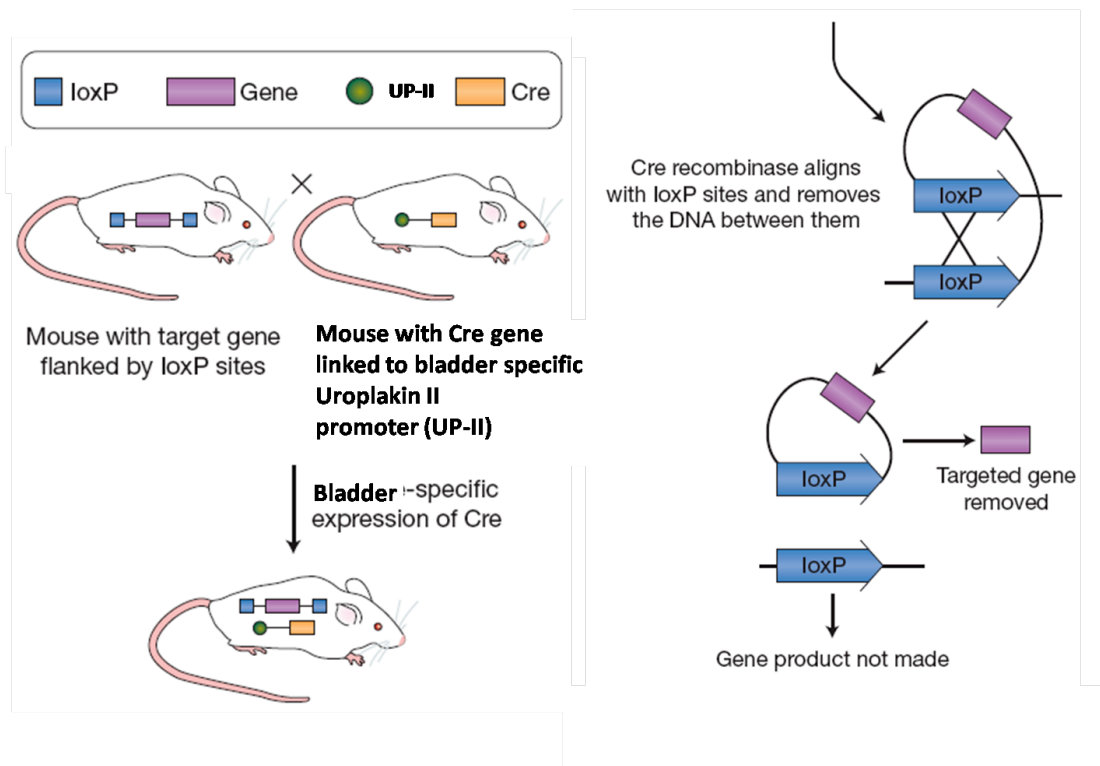 loxP
Gene
UP-II
Cre
Mouse with target gene
flanked by loxP sites
Mouse with Cre gene
linked to bladder specific
Uroplakin II
promoter (UP-II)
Bladder -specific
expression of Cre
Cre recombinase aligns
with loxP sites and removes
the DNA between them
loxP
loxP
loxP
Targeted gene
removed
loxP
Gene product not made